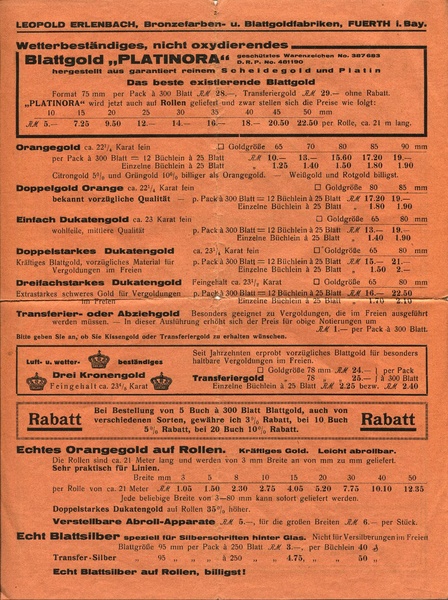 LEOPOLD ERLENBACH, Bronzefarben- u. Blattgoldfabriken, FUERTH i. Bay.
Wetterbeständiges, nicht oxydierendes
Blattgold „PLATINORA“ geschütztes Warenzeichen No. 387683
D. R. P. No. 481190
hergestellt aus garantiert reinem Scheidegold und Platin
Das beste existierende Blattgold
Format 75 mm per Pack à 300 Blatt RM 28.—, Transferiergold RM 29.— ohne Rabatt.
„PLATINORA“ wird jetzt auch auf Rollen geliefert und zwar stellen sich die Preise wie folgt:
10 15 20 25 30 35 40 45 50 mm
RM 5.— 7.25 9.50 12.— 14.— 16.— 18.— 20.50 22.50 per Rolle, ca. 21 m lang.
Orangegold ca. 22¼ Karat fein □ Goldgröße 65 70 80 85 90 mm
per Pack à 300 Blatt = 12 Büchlein à 25 Blatt RM 10.— 13.— 15.60 17.20 19.—
Einzelne Büchlein à 25 Blatt „ 1.25 1.40 1.50 1.80 1.90
Citrongold 5% und Grüngold 10% billiger als Orangegold. — Weißgold und Rotgold billigst.
Doppelgold Orange ca. 22¼ Karat fein □ Goldgröße 80 85 mm
bekannt vorzügliche Qualität — p. Pack à 300 Blatt = 12 Büchlein à 25 Blatt RM 17.20 19.—
Einzelne Büchlein à 25 Blatt „ 1.80 1.90
Einfach Dukatengold ca. 23 Karat fein □ Goldgröße 65 80 mm
wohlfeile, mittlere Qualität p. Pack à 300 Blatt = 12 Büchlein à 25 Blatt RM 13.— 19.—
Einzelne Büchlein à 25 Blatt „ 1.40 1.90
Doppelstarkes Dukatengold ca. 23½ Karat fein □ Goldgröße 65 80 mm
Kräftiges Blattgold, vorzügliches Material für p. Pack à 300 Blatt = 12 Büchlein à 25 Blatt RM 15.— 21.—
Vergoldungen im Freien Einzelne Büchlein à 25 Blatt „ 1.50 2.—
Dreifachstarkes Dukatengold Feingehalt ca. 23½ Karat □ Goldgröße 65 80 mm
Extrastarkes schweres Gold für Vergoldungen p. Pack à 300 Blatt = 12 Büchlein à 25 Blatt RM 16.— 22.50
im Freien Einzelne Büchlein à 25 Blatt „ 1.70 2.10
Transferier- oder Abziehgold Besonders geeignet zu Vergoldungen, die im Freien ausgeführt
werden müssen. — In dieser Ausführung erhöht sich der Preis für obige Notierungen um
RM 1.— per Pack à 300 Blatt.
Bitte geben Sie an, ob Sie Kissengold oder Transferiergold zu erhalten wünschen.
Luft- u. wetter- beständiges
Drei Kronengold
Feingehalt ca. 23¾ Karat
Seit Jahrzehnten erprobt vorzügliches Blattgold für besonders
haltbare Vergoldungen im Freien.
□ Goldgröße 78 mm RM 24.— per Pack
Transferiergold „ 78 „ „ 25.— à 300 Blatt
Einzelne Büchlein à 25 Blatt RM 2.25 bezw. RM 2.40
Rabatt
Bei Bestellung von 5 Buch à 300 Blatt Blattgold, auch von
verschiedenen Sorten, gewähre ich 3% Rabatt, bei 10 Buch
5% Rabatt, bei 20 Buch 10% Rabatt.
Rabatt
Echtes Orangegold auf Rollen. Kräftiges Gold. Leicht abrollbar.
Die Rollen sind ca. 21 Meter lang und werden von 3 mm Breite an von mm zu mm geliefert.
Sehr praktisch für Linien.
Breite mm 3 5 8 10 15 20 30 40 50
per Rolle von ca. 21 Meter RM 1.05 1.50 2.30 2.75 4.05 5.20 7.75 10.10 12.35
Jede beliebige Breite von 3—80 mm kann sofort geliefert werden.
Doppelstarkes Dukatengold auf Rollen 35% höher.
Verstellbare Abroll-Apparate RM 5.—, für die großen Breiten RM 6.— per Stück.
Echt Blattsilber speziell für Silberschriften hinter Glas. Nicht für Versilberungen im Freien
Blattgröße 95 mm per Pack à 250 Blatt RM 3.—, per Büchlein 40 ₰
Transfer-Silber „ 95 „ „ „ à 250 „ „ 4.75, „ „ 50 „
Echt Blattsilber auf Rollen, billigst!